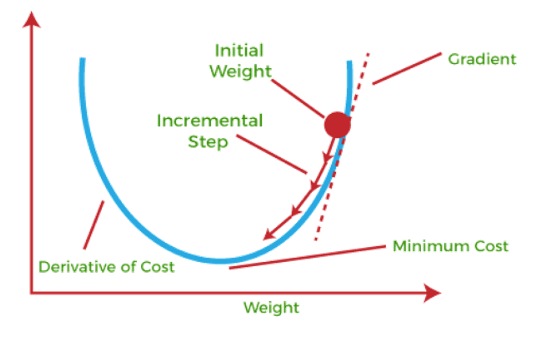 Initial
Weight
Gradient
Incremental
Step
Minimum Cost
Derivative of Cost
Weight